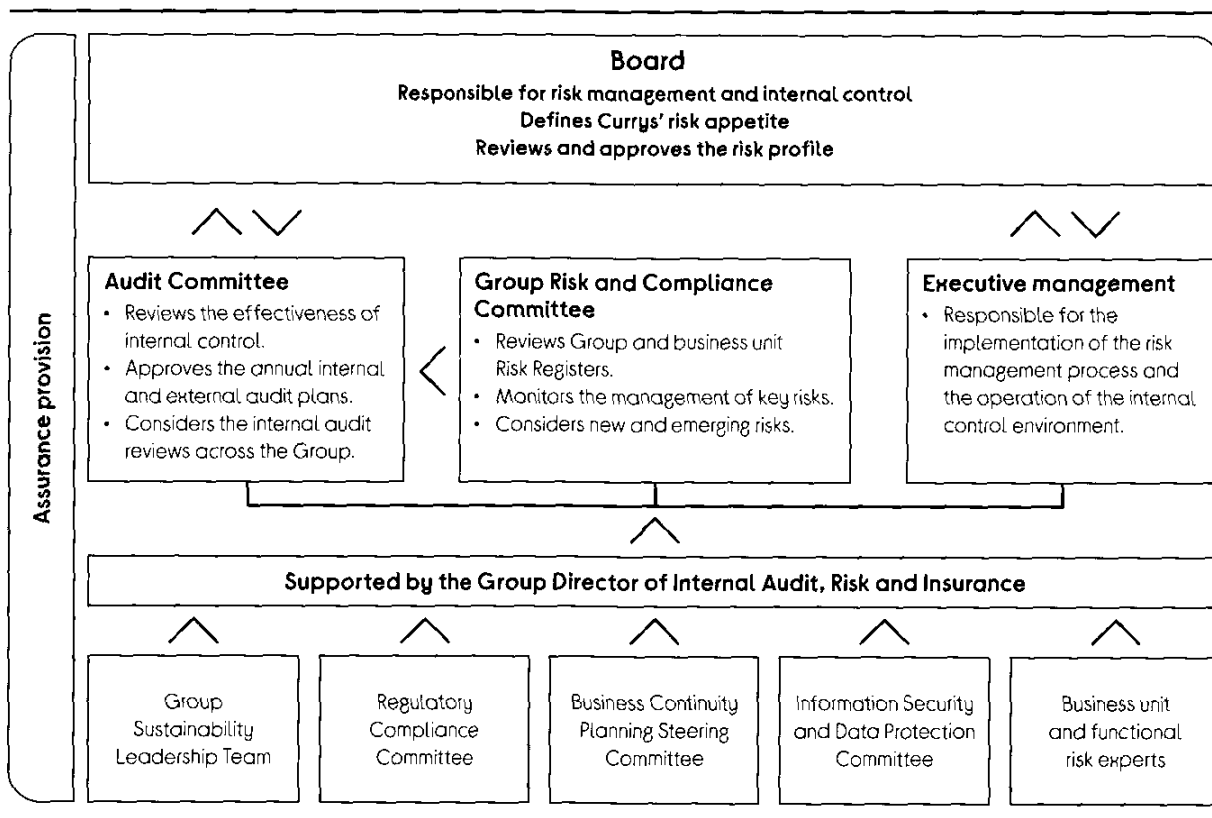 Board
Responsible for risk management and internal control
Defines Currys' risk appetite
Reviews and approves the risk profile
Assurance provision
Audit Committee
• Reviews the effectiveness of
internal control.
• Approves the annual internal
and external audit plans.
• Considers the internal audit
reviews across the Group.
Group Risk and Compliance
Committee
• Reviews Group and business unit
Risk Registers.
• Monitors the management of key risks.
• Considers new and emerging risks.
Executive management
• Responsible for the
implementation of the risk
management process and
the operation of the internal
control environment.
Supported by the Group Director of Internal Audit, Risk and Insurance
Group
Sustainability
Leadership Team
Regulatory
Compliance
Committee
Business Continuity
Planning Steering
Committee
Information Security
and Data Protection
Committee
Business unit
and functional
risk experts